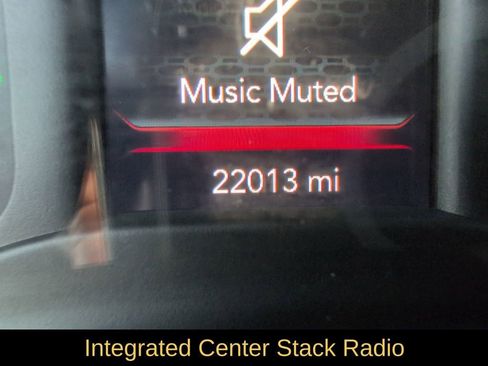 Music Muted
22013 mi
Integrated Center Stack Radio